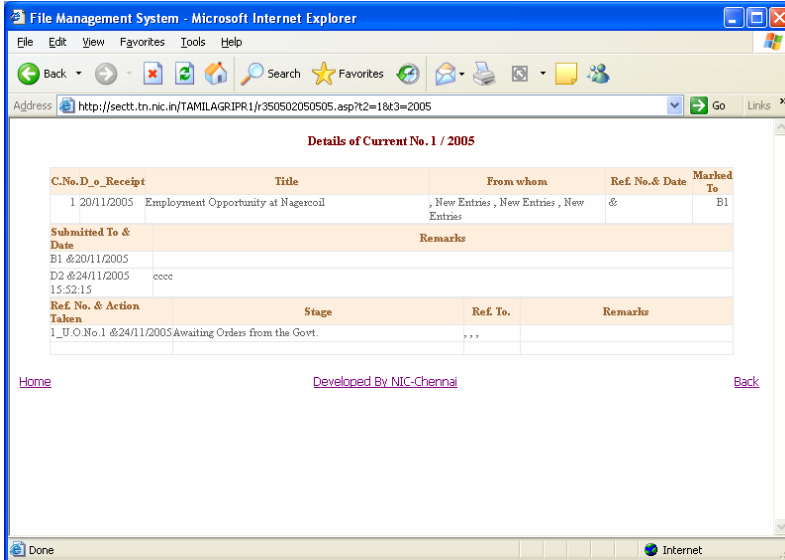 File Management System - Microsoft Internet Explorer
File Edit View Favorites Tools Help
Back Search Favorites
Address http://sectt.tn.nic.in/TAMILAGRIPR1/r350502050505.asp?t2=1&t3=2005 Go Links »
Details of Current No. 1 / 2005
C.No. D_o_Receipt Title From whom Ref. No.& Date Marked To
1 20/11/2005 Employment Opportunity at Nagercoil , New Entries , New Entries , New Entries & B1
Submitted To & Date Remarks
B1 &20/11/2005
D2 &24/11/2005 15:52:15 cccc
Ref. No. & Action Taken Stage Ref. To. Remarks
1_U.O.No.1 &24/11/2005 Awaiting Orders from the Govt. , , ,
Home Developed By NIC-Chennai Back
Done Internet